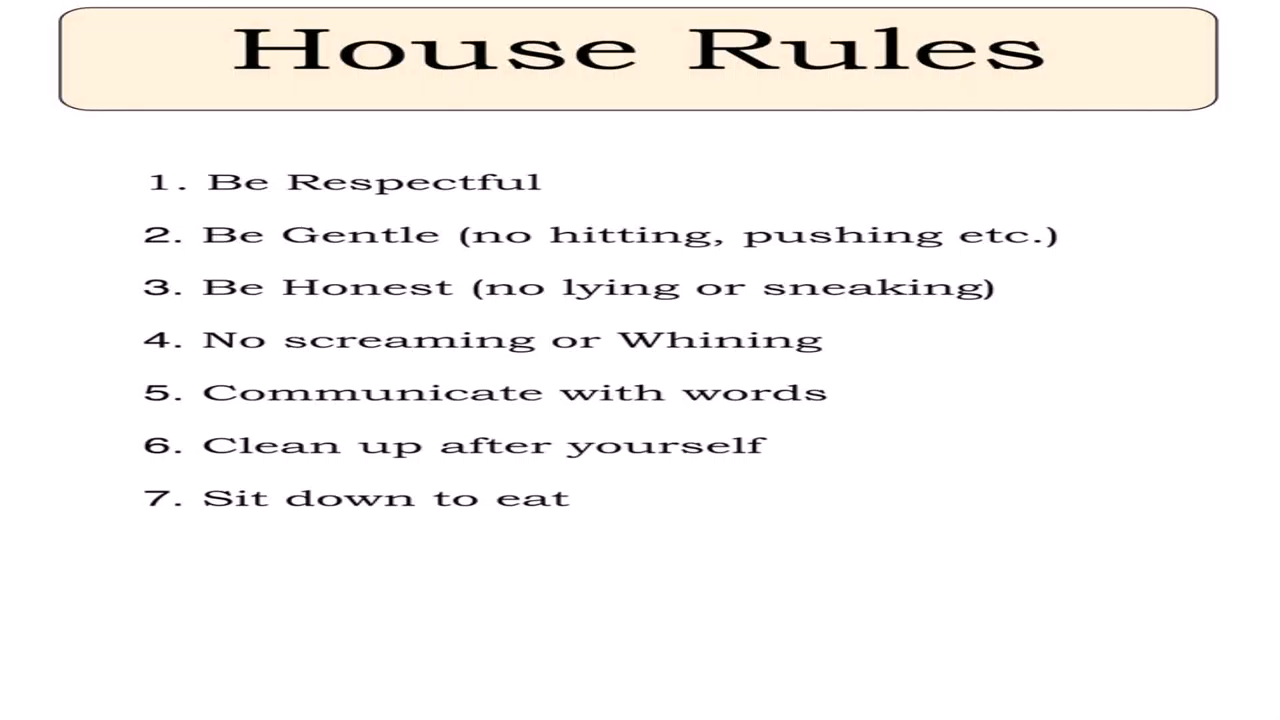 House Rules
1. Be Respectful
2. Be Gentle (no hitting, pushing etc.)
3. Be Honest (no lying or sneaking)
4. No screaming or Whining
5. Communicate with words
6. Clean up after yourself
7. Sit down to eat